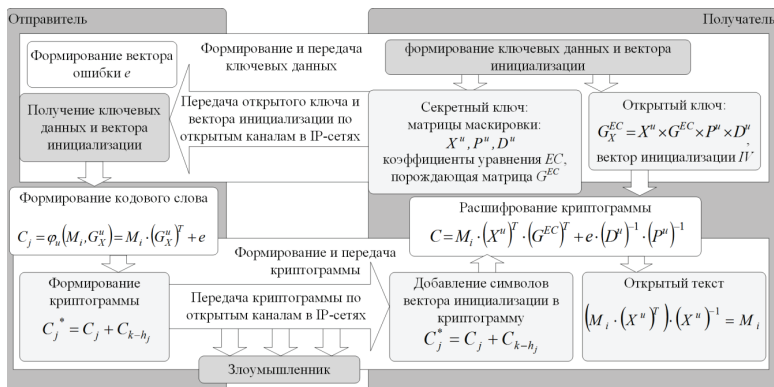 Отправитель
Получатель
Формирование вектора
ошибки e
Формирование и передача
ключевых данных
формирование ключевых данных и вектора
инициализации
Получение ключевых
данных и вектора
инициализации
Передача открытого ключа и
вектора инициализации по
открытым каналам в IP-сетях
Секретный ключ:
матрицы маскировки:
X^u, P^u, D^u
коэффициенты уравнения EC,
порождающая матрица G^{EC}
Открытый ключ:
G_X^{EC} = X^u × G^{EC} × P^u × D^u,
вектор инициализации IV
Формирование кодового слова
C_j = φ_u(M_i, G_X^u) = M_i · (G_X^u)^T + e
Расшифрование криптограммы
C = M_i · (X^u)^T · (G^{EC})^T + e · (D^u)^{-1} · (P^u)^{-1}
Формирование
криптограммы
C_j^* = C_j + C_{k-h_j}
Формирование и передача
криптограммы
Передача криптограммы по
открытым каналам в IP-сетях
Добавление символов
вектора инициализации в
криптограмму
C_j^* = C_j + C_{k-h_j}
Открытый текст
(M_i · (X^u)^T) · (X^u)^{-1} = M_i
Злоумышленник